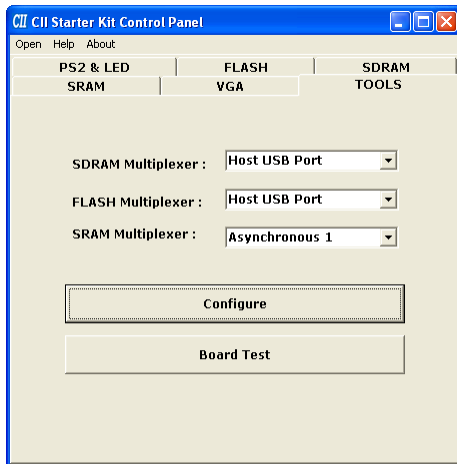 CII CII Starter Kit Control Panel
Open Help About
PS2 & LED FLASH SDRAM
SRAM VGA TOOLS
SDRAM Multiplexer : Host USB Port
FLASH Multiplexer : Host USB Port
SRAM Multiplexer : Asynchronous 1
Configure
Board Test